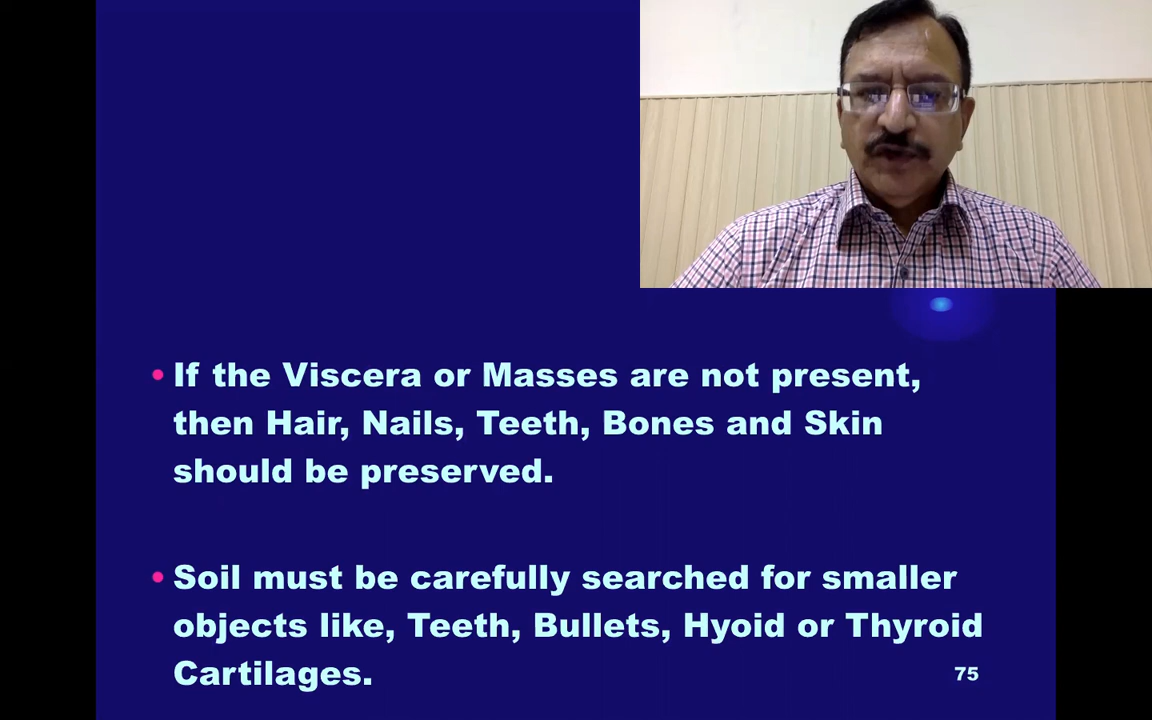 • If the Viscera or Masses are not present,
then Hair, Nails, Teeth, Bones and Skin
should be preserved.
• Soil must be carefully searched for smaller
objects like, Teeth, Bullets, Hyoid or Thyroid
Cartilages.
75